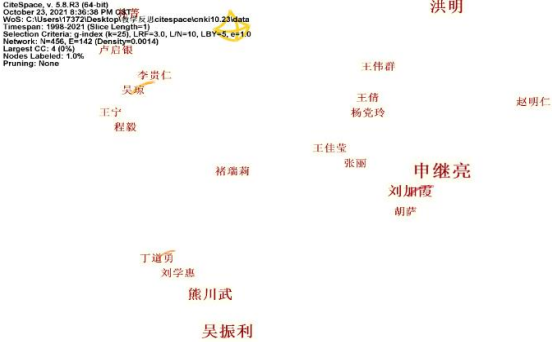 CiteSpace, v. 5.8.R3 (64-bit)
October 23, 2021 8:36:38 PM CST
WoS: C:\Users\17372\Desktop\教学反思citespace\cnki10.23\data
Timespan: 1998-2021 (Slice Length=1)
Selection Criteria: g-index (k=25), LRF=3.0, L/N=10, LBY=5, e=1.0
Network: N=456, E=142 (Density=0.0014)
Largest CC: 4 (0%)
Nodes Labeled: 1.0%
Pruning: None
洪明
卢启银
王伟群
李贵仁
吴琼
王倩
赵明仁
王宁
杨党玲
程毅
王佳莹
张丽
褚瑞莉
申继亮
刘加霞
胡萨
丁道勇
刘学惠
熊川武
吴振利